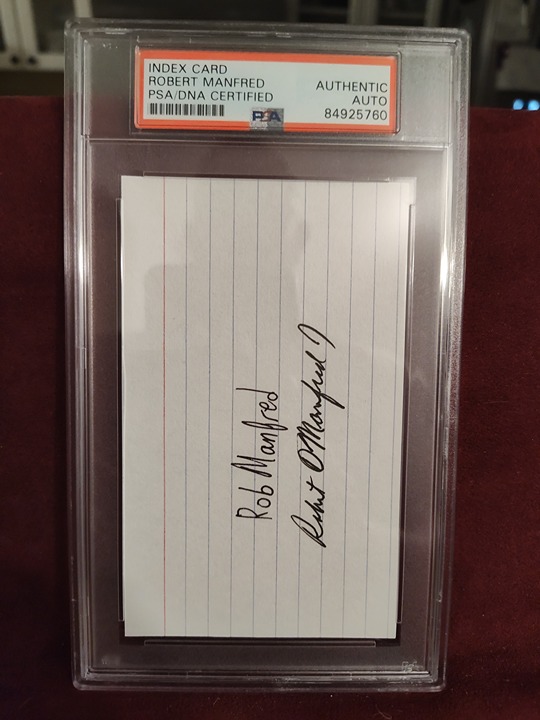 INDEX CARD
ROBERT MANFRED
PSA/DNA CERTIFIED
AUTHENTIC
AUTO
84925760
PSA
Rob Manfred
Robert D Manfred J